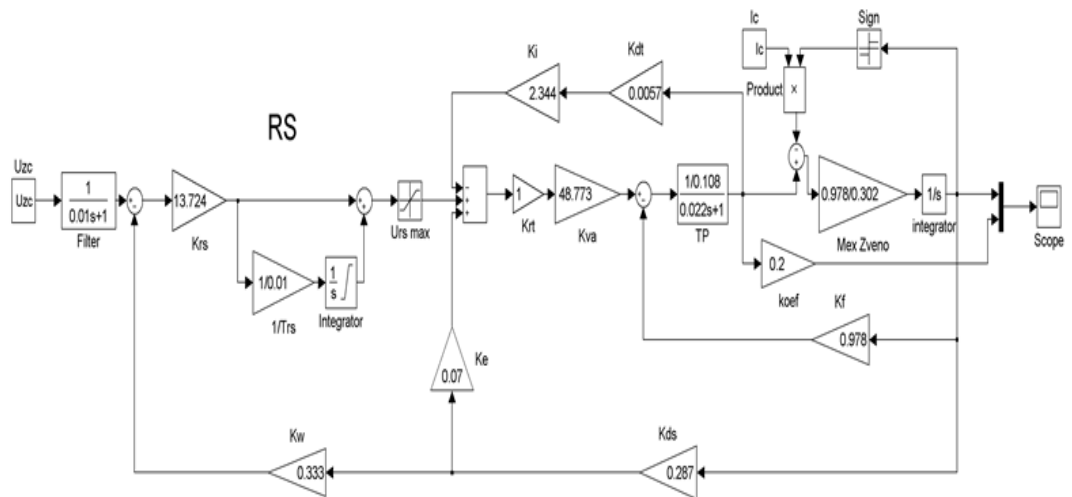 Ic
Sign
Ki
Kdt
Ic
2.344
0.0057
Product
×
RS
Uzc
Uzc
1
0.01s+1
Filter
13.724
Krs
Urs max
1
Krt
48.773
Kva
1/0.108
0.022s+1
TP
0.978/0.302
Mex Zveno
1/s
integrator
Scope
1/0.01
1/Trs
1
s
Integrator
0.2
koef
Kf
0.978
Ke
0.07
Kw
0.333
Kds
0.287